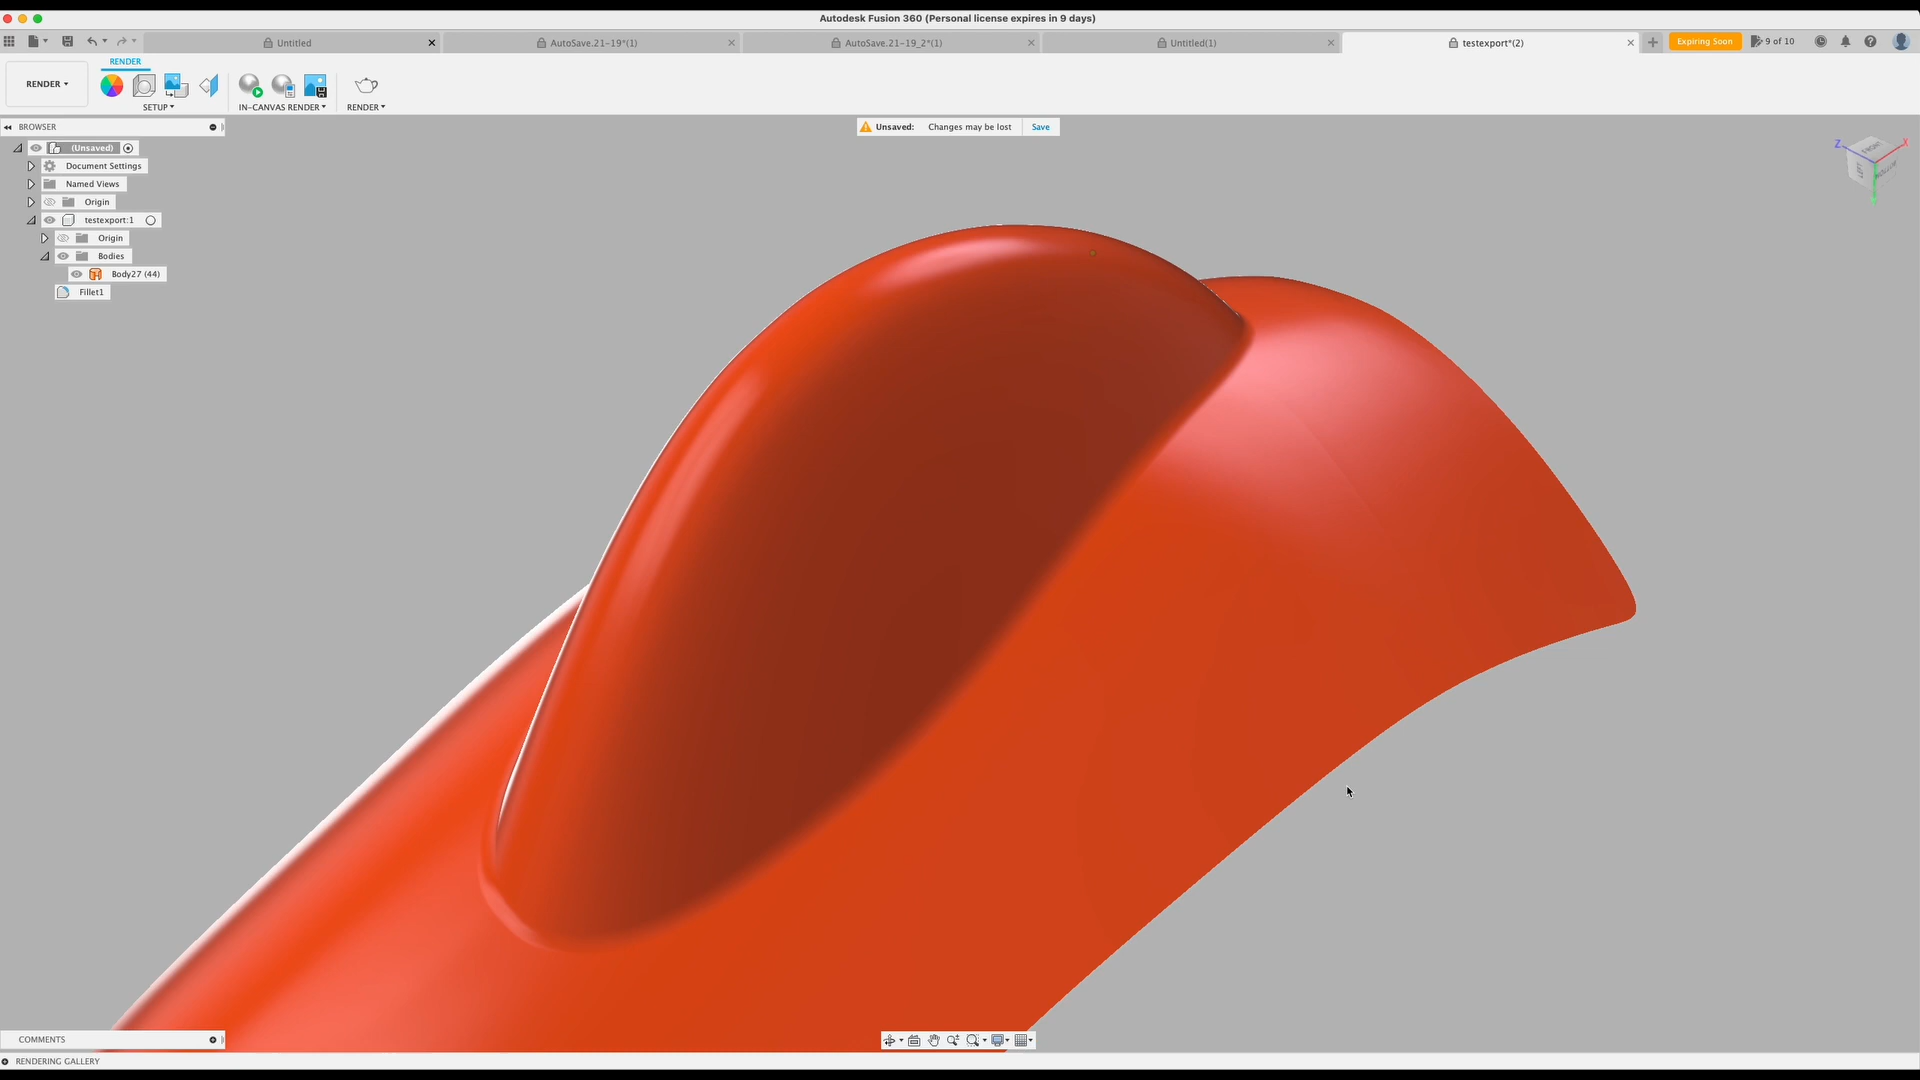 Autodesk Fusion 360 (Personal license expires in 9 days)
Untitled
AutoSave.21-19*(1)
AutoSave.21-19_2*(1)
Untitled(1)
testexport*(2)
Expiring Soon
9 of 10
RENDER
RENDER
SETUP
IN-CANVAS RENDER
RENDER
BROWSER
Unsaved: Changes may be lost Save
(Unsaved)
Document Settings
Named Views
Origin
testexport:1
Origin
Bodies
Body27 (44)
Fillet1
Z
X
FRONT
LEFT
COMMENTS
RENDERING GALLERY